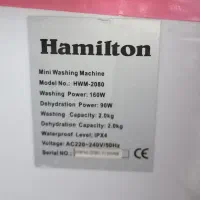 Hamilton
Mini Washing Machine
Model No.: HWM-2080
Washing Power: 160W
Dehydration Power: 90W
Washing Capacity: 2.0kg
Dehydration Capacity: 2.0kg
Waterproof Level: IPX4
Voltage: AC220-240V/50Hz
SERIAL NO.: